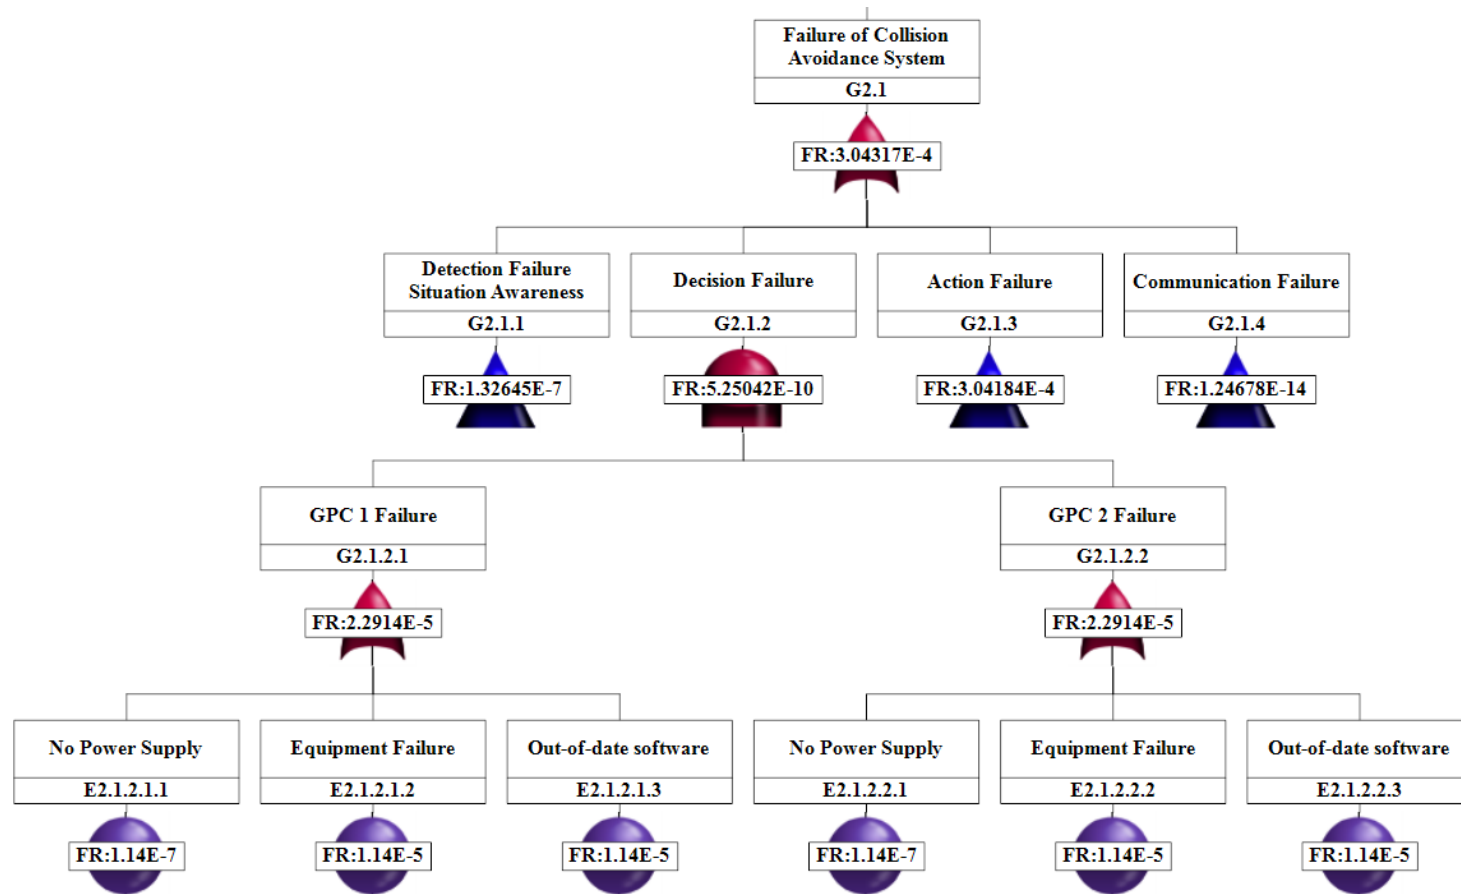 Failure of Collision
Avoidance System
G2.1
FR:3.04317E-4
Detection Failure
Situation Awareness
G2.1.1
FR:1.32645E-7
Decision Failure
G2.1.2
FR:5.25042E-10
Action Failure
G2.1.3
FR:3.04184E-4
Communication Failure
G2.1.4
FR:1.24678E-14
GPC 1 Failure
G2.1.2.1
FR:2.2914E-5
GPC 2 Failure
G2.1.2.2
FR:2.2914E-5
No Power Supply
E2.1.2.1.1
FR:1.14E-7
Equipment Failure
E2.1.2.1.2
FR:1.14E-5
Out-of-date software
E2.1.2.1.3
FR:1.14E-5
No Power Supply
E2.1.2.2.1
FR:1.14E-7
Equipment Failure
E2.1.2.2.2
FR:1.14E-5
Out-of-date software
E2.1.2.2.3
FR:1.14E-5